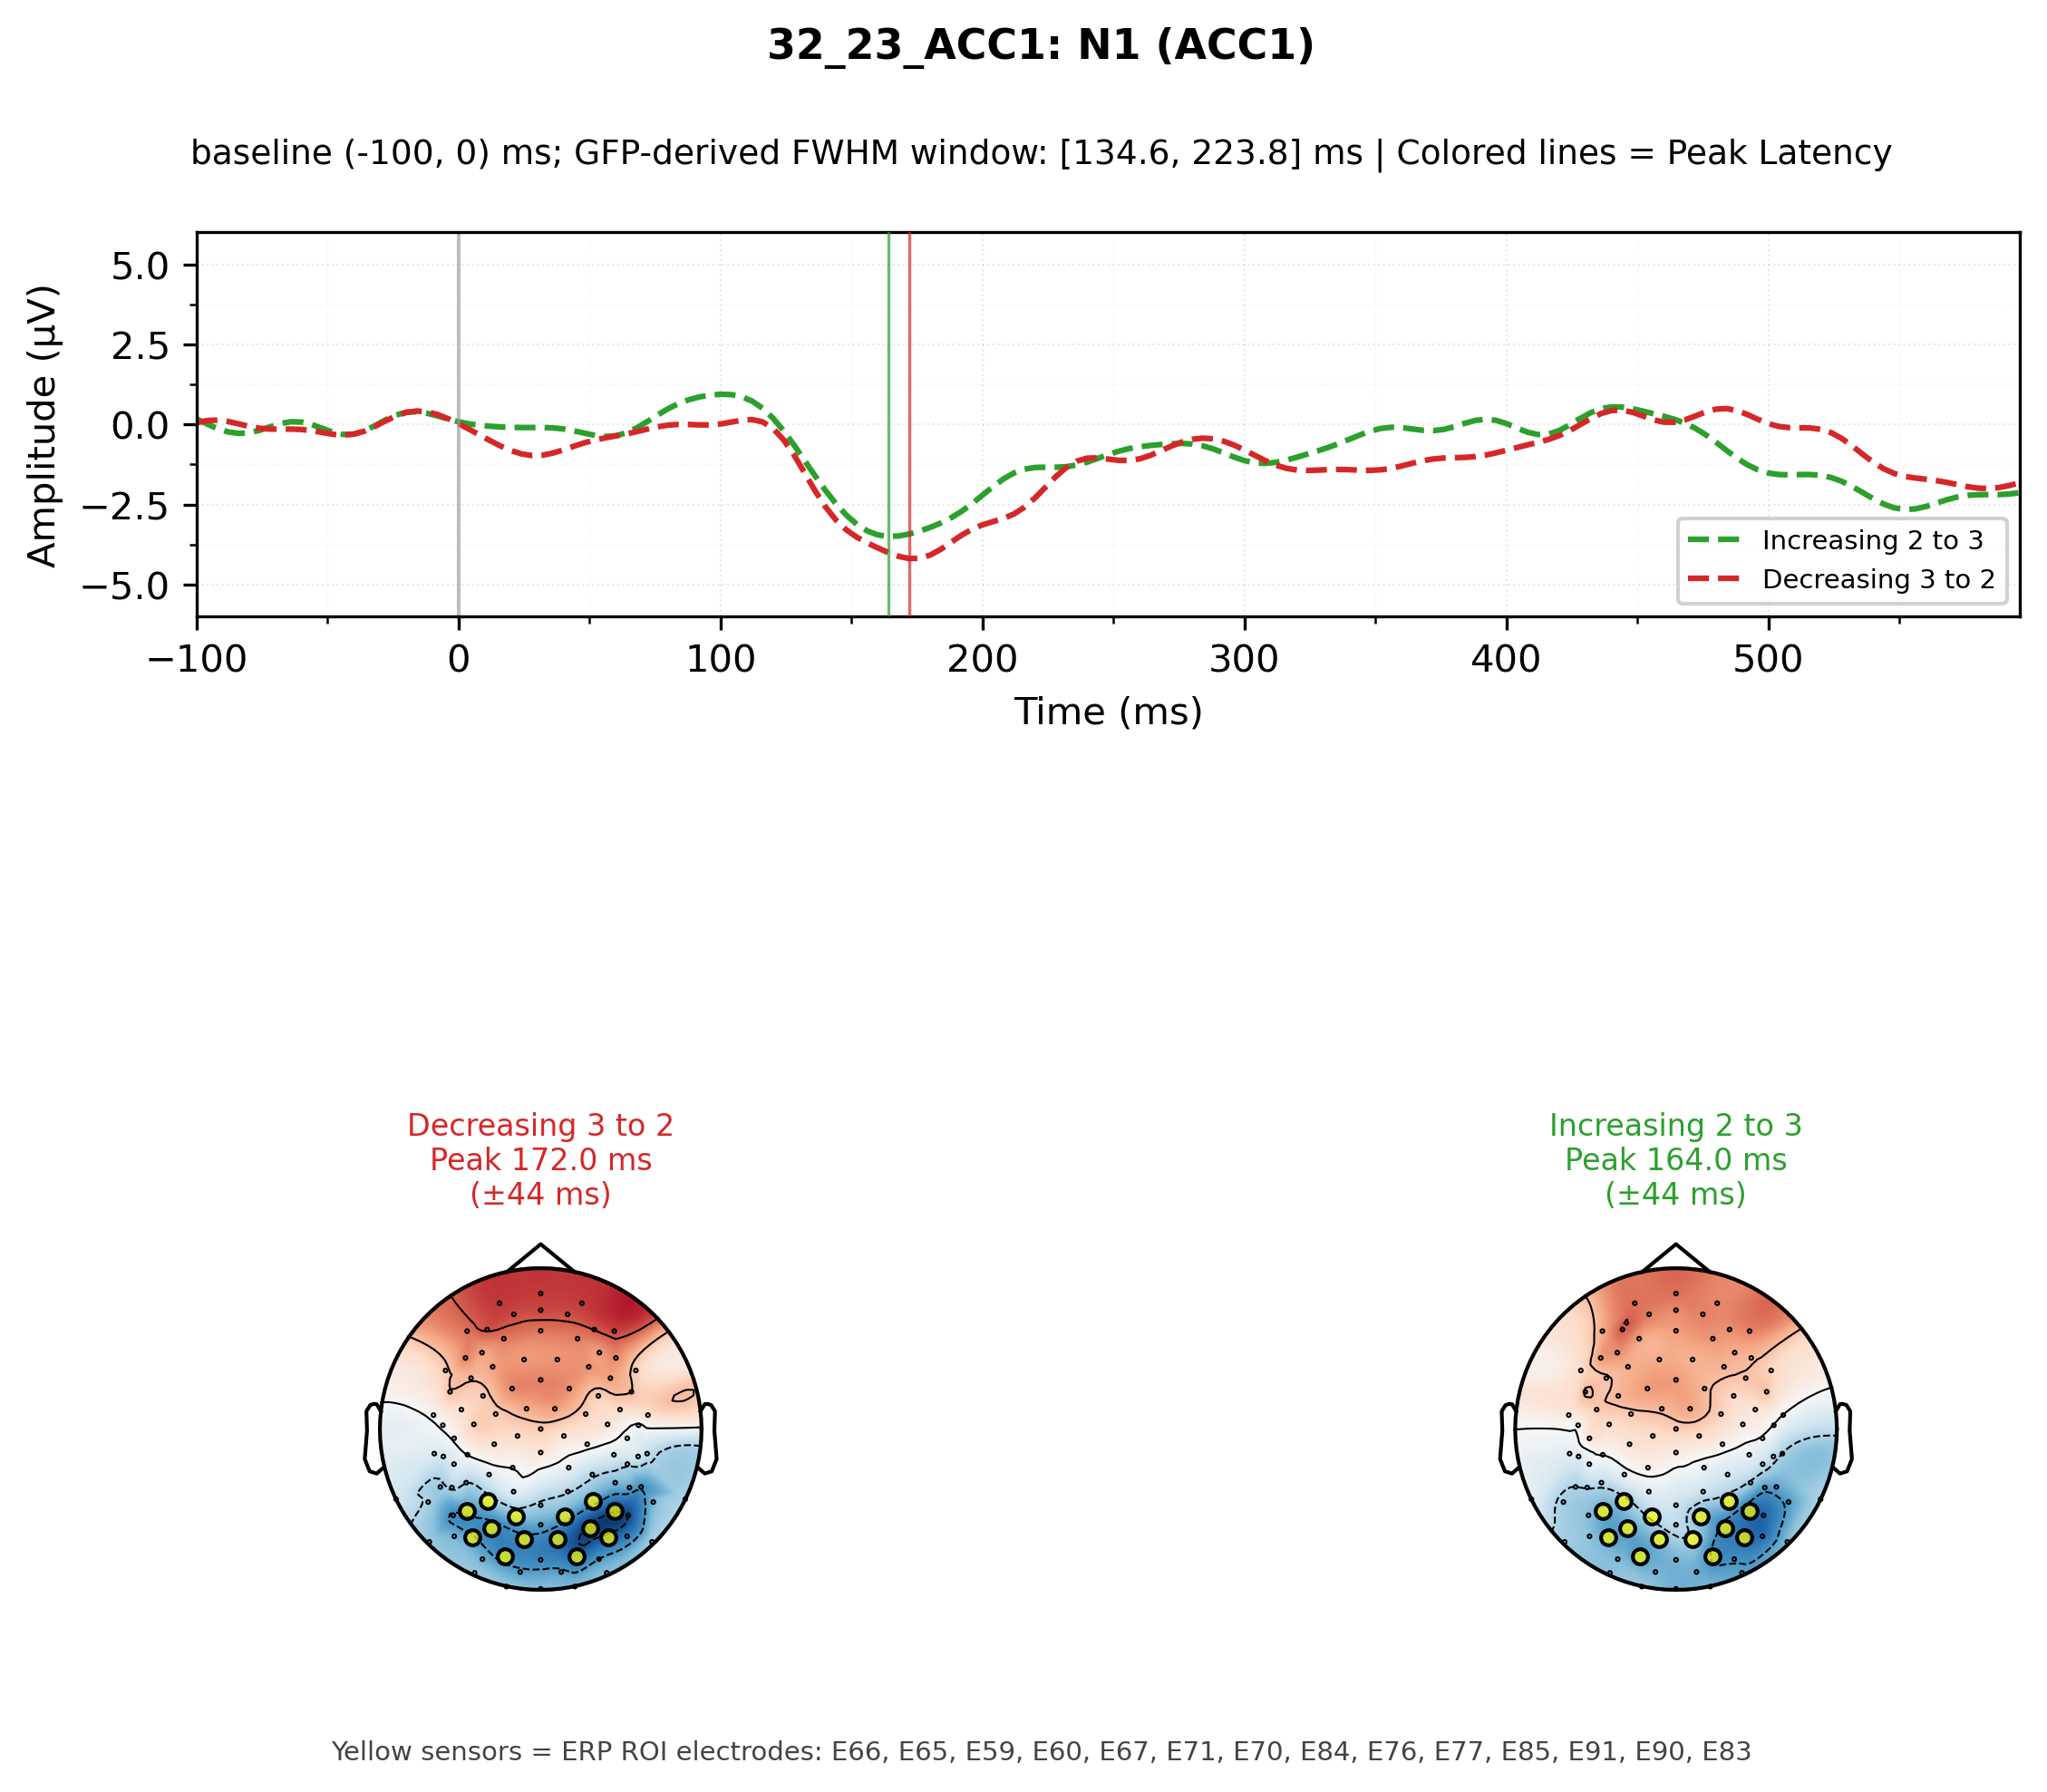 32_23_ACC1: N1 (ACC1)
baseline (-100, 0) ms; GFP-derived FWHM window: [134.6, 223.8] ms | Colored lines = Peak Latency
5.0
2.5
0.0
−2.5
−5.0
Amplitude (μV)
Increasing 2 to 3
Decreasing 3 to 2
−100 0 100 200 300 400 500
Time (ms)
Decreasing 3 to 2
Peak 172.0 ms
(±44 ms)
Increasing 2 to 3
Peak 164.0 ms
(±44 ms)
Yellow sensors = ERP ROI electrodes: E66, E65, E59, E60, E67, E71, E70, E84, E76, E77, E85, E91, E90, E83